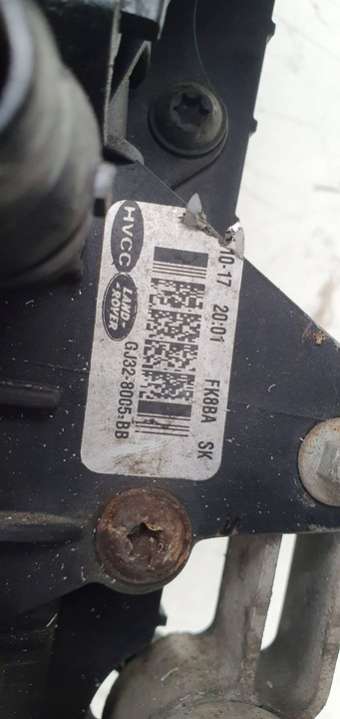 HVCC
LAND
ROVER
GJ32-8005-BB
10-17 20:01 FK8BA SK